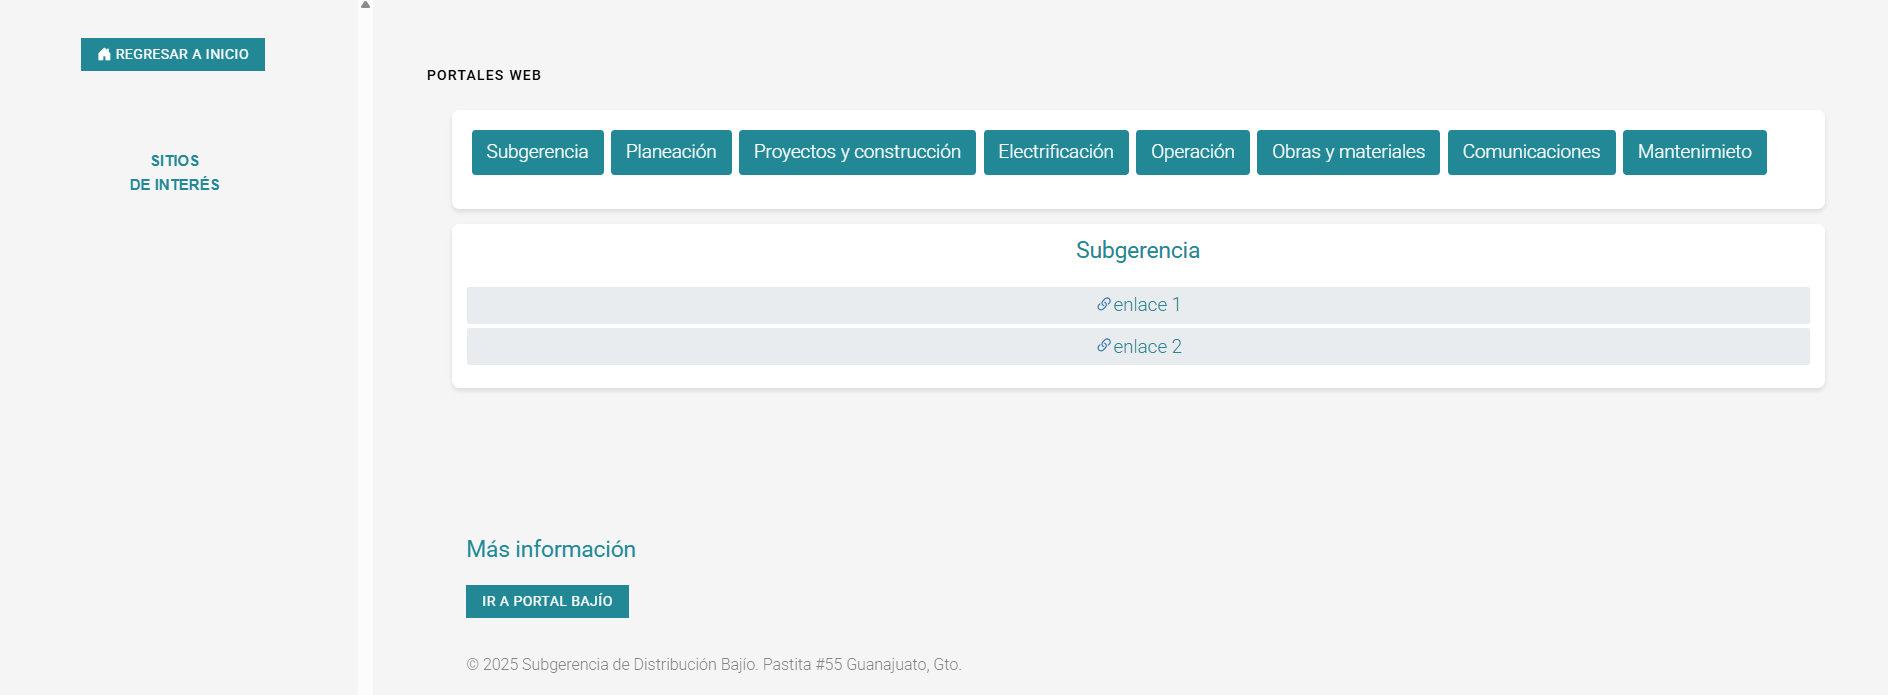 REGRESAR A INICIO
SITIOS
DE INTERÉS
PORTALES WEB
Subgerencia Planeación Proyectos y construcción Electrificación Operación Obras y materiales Comunicaciones Mantenimieto
Subgerencia
enlace 1
enlace 2
Más información
IR A PORTAL BAJÍO
© 2025 Subgerencia de Distribución Bajío. Pastita #55 Guanajuato, Gto.